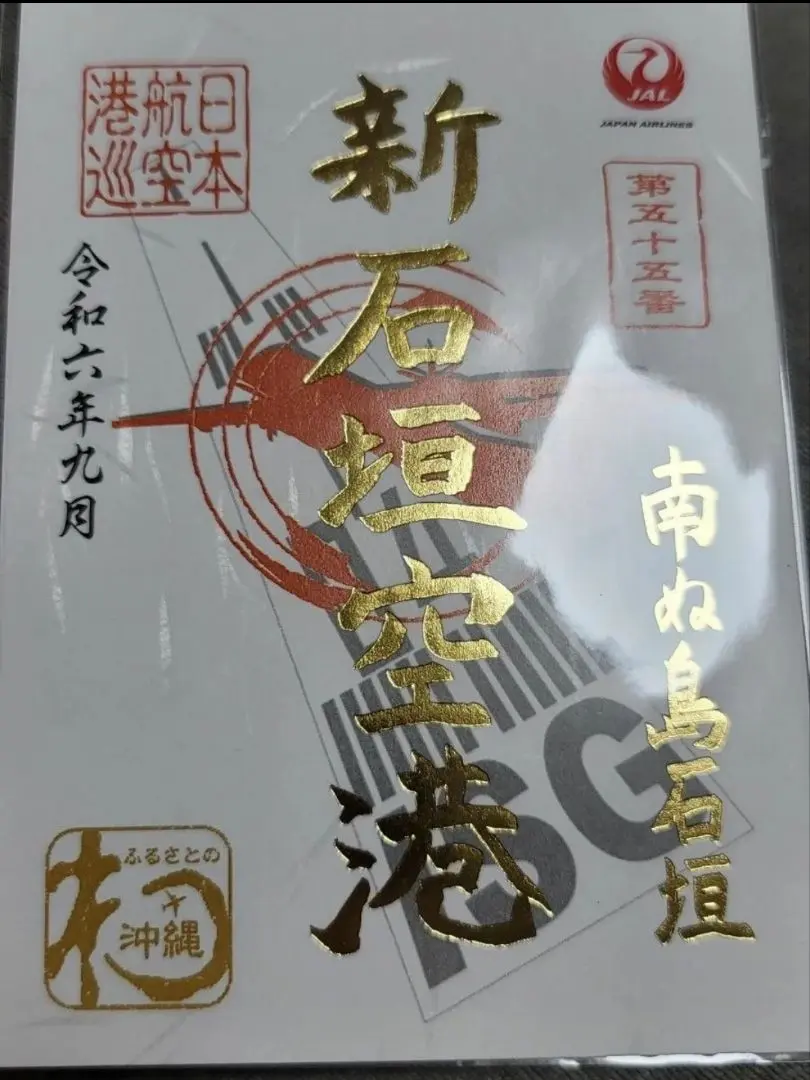 JAL
JAPAN AIRLINES
第五十五番
南ぬ島石垣
新石垣空港
ISG
日本
航空
港巡
令和六年九月
ふるさとの
沖縄